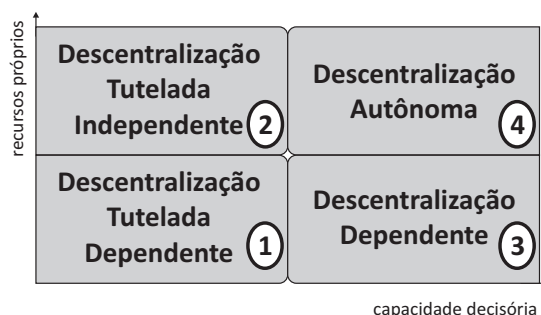 recursos próprios
Descentralização
Tutelada
Independente 2
Descentralização
Autônoma 4
Descentralização
Tutelada
Dependente 1
Descentralização
Dependente 3
capacidade decisória